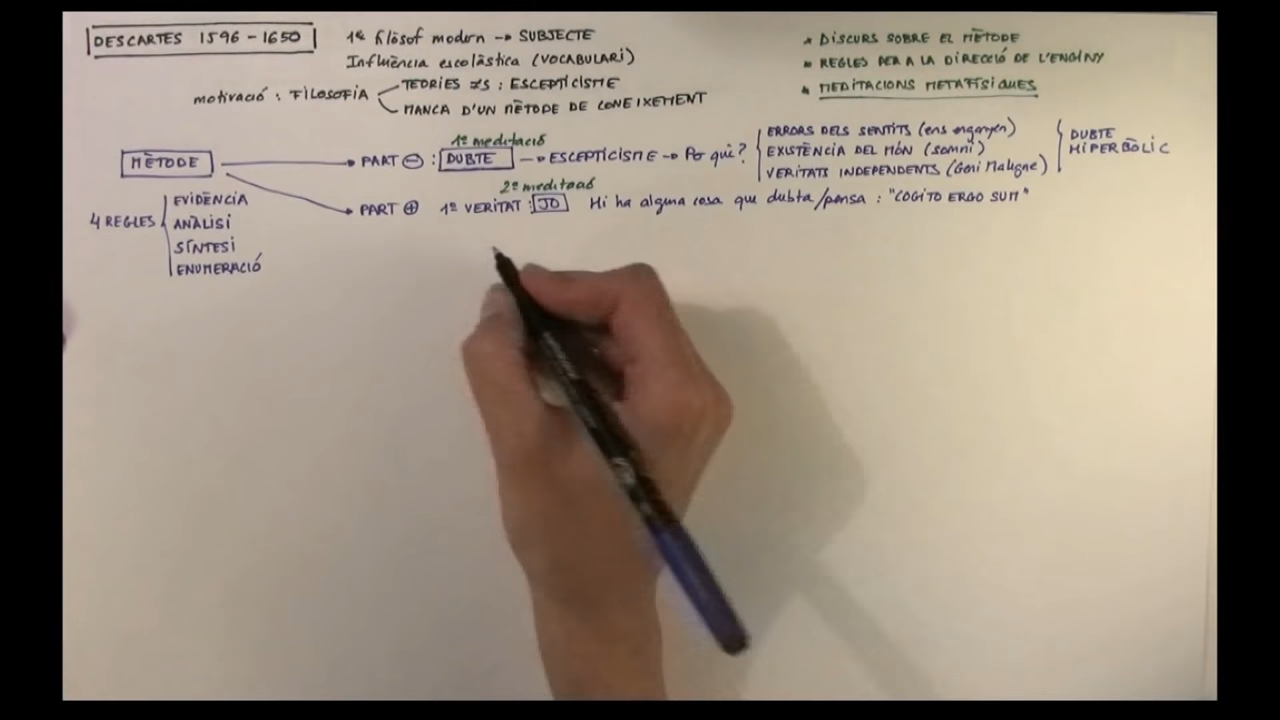 DESCARTES 1596 - 1650
1er filòsof modern → SUBJECTE
Influència escolàstica (VOCABULARI)
motivació : FILOSOFIA
TEORIES ≠s : ESCEPTICISME
MANCA D'UN MÈTODE DE CONEIXEMENT
* DISCURS SOBRE EL MÈTODE
* REGLES PER A LA DIRECCIÓ DE L'ENGINY
* MEDITACIONS METAFÍSIQUES
MÈTODE
1ª meditació
PART ⊖ : DUBTE → ESCEPTICISME → Per què?
ERRORS DELS SENTITS (ens enganyen)
EXISTÈNCIA DEL MÓN (somni)
VERITATS INDEPENDENTS (Geni Maligne)
DUBTE
HIPERBÒLIC
4 REGLES
EVIDÈNCIA
ANÀLISI
SÍNTESI
ENUMERACIÓ
2ª meditació
PART ⊕ 1ª VERITAT : JO Hi ha alguna cosa que dubta/pensa : "COGITO ERGO SUM"